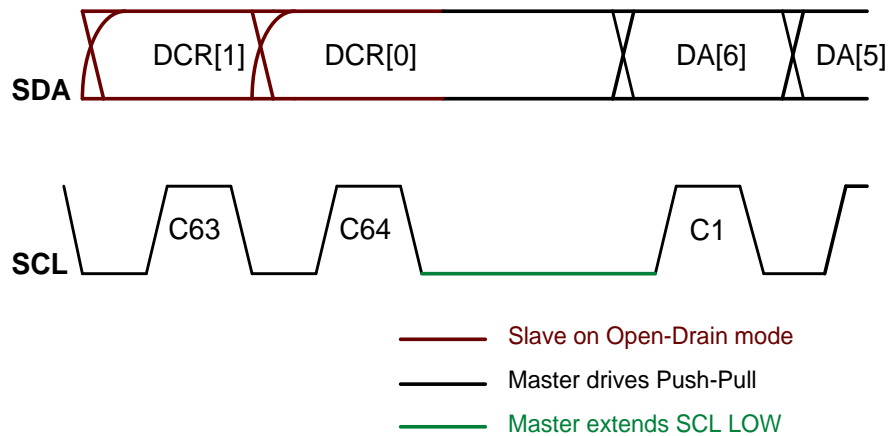 DCR[1] DCR[0] DA[6] DA[5]
SDA
C63 C64 C1
SCL
Slave on Open-Drain mode
Master drives Push-Pull
Master extends SCL LOW